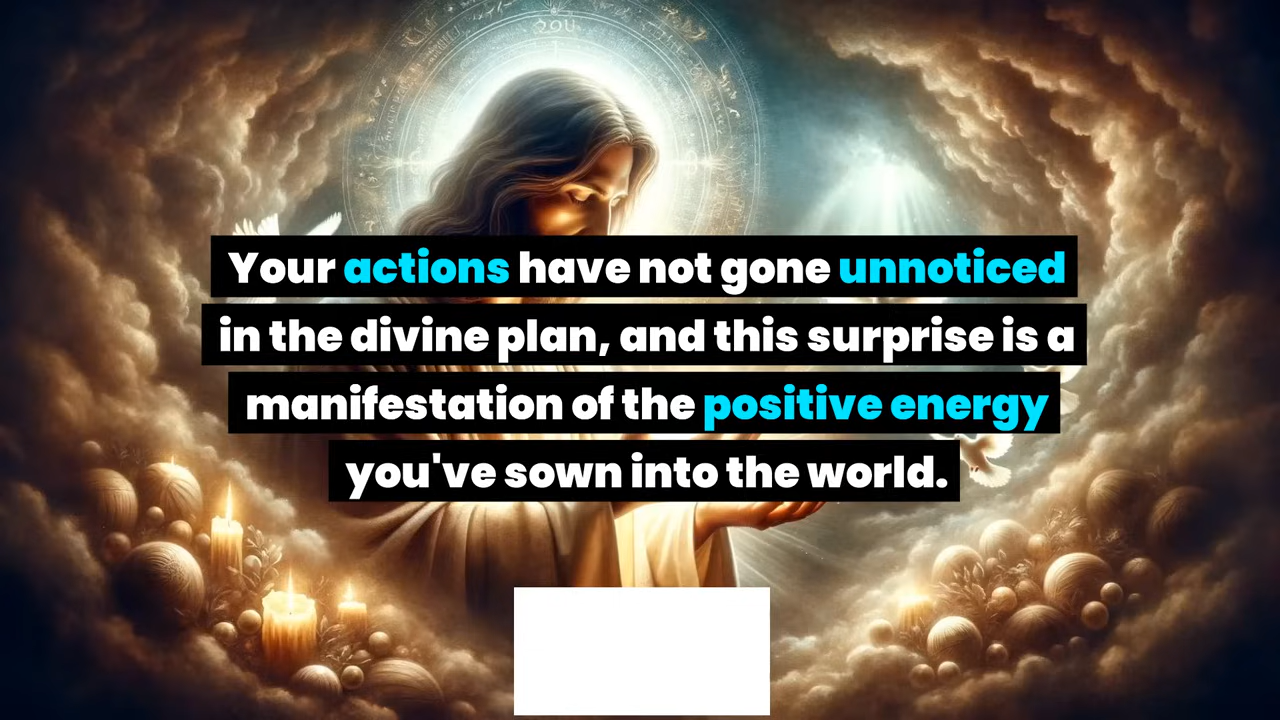 Your actions have not gone unnoticed
in the divine plan, and this surprise is a
manifestation of the positive energy
you've sown into the world.